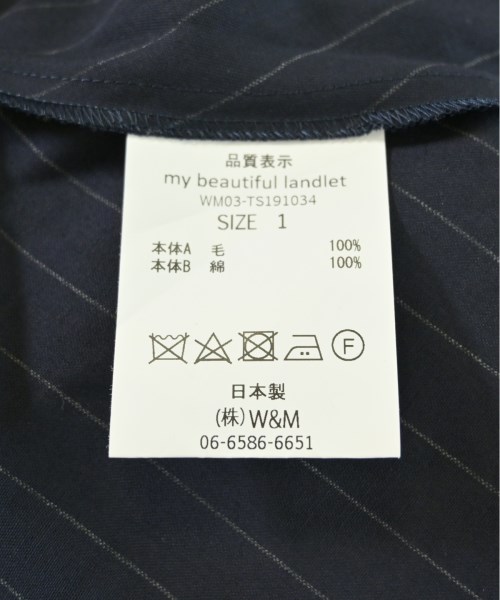 品質表示
my beautiful landlet
WM03-TS191034
SIZE 1
本体A 毛 100%
本体B 綿 100%
F
日本製
(株)W&M
06-6586-6651